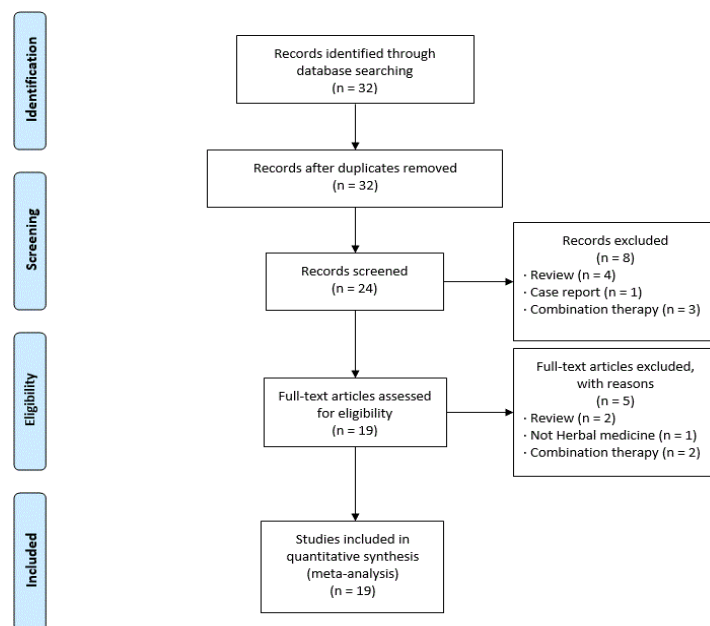 Identification
Records identified through
database searching
(n = 32)
Records after duplicates removed
(n = 32)
Screening
Records screened
(n = 24)
Records excluded
(n = 8)
· Review (n = 4)
· Case report (n = 1)
· Combination therapy (n = 3)
Eligibility
Full-text articles assessed
for eligibility
(n = 19)
Full-text articles excluded,
with reasons
(n = 5)
· Review (n = 2)
· Not Herbal medicine (n = 1)
· Combination therapy (n = 2)
Included
Studies included in
quantitative synthesis
(meta-analysis)
(n = 19)